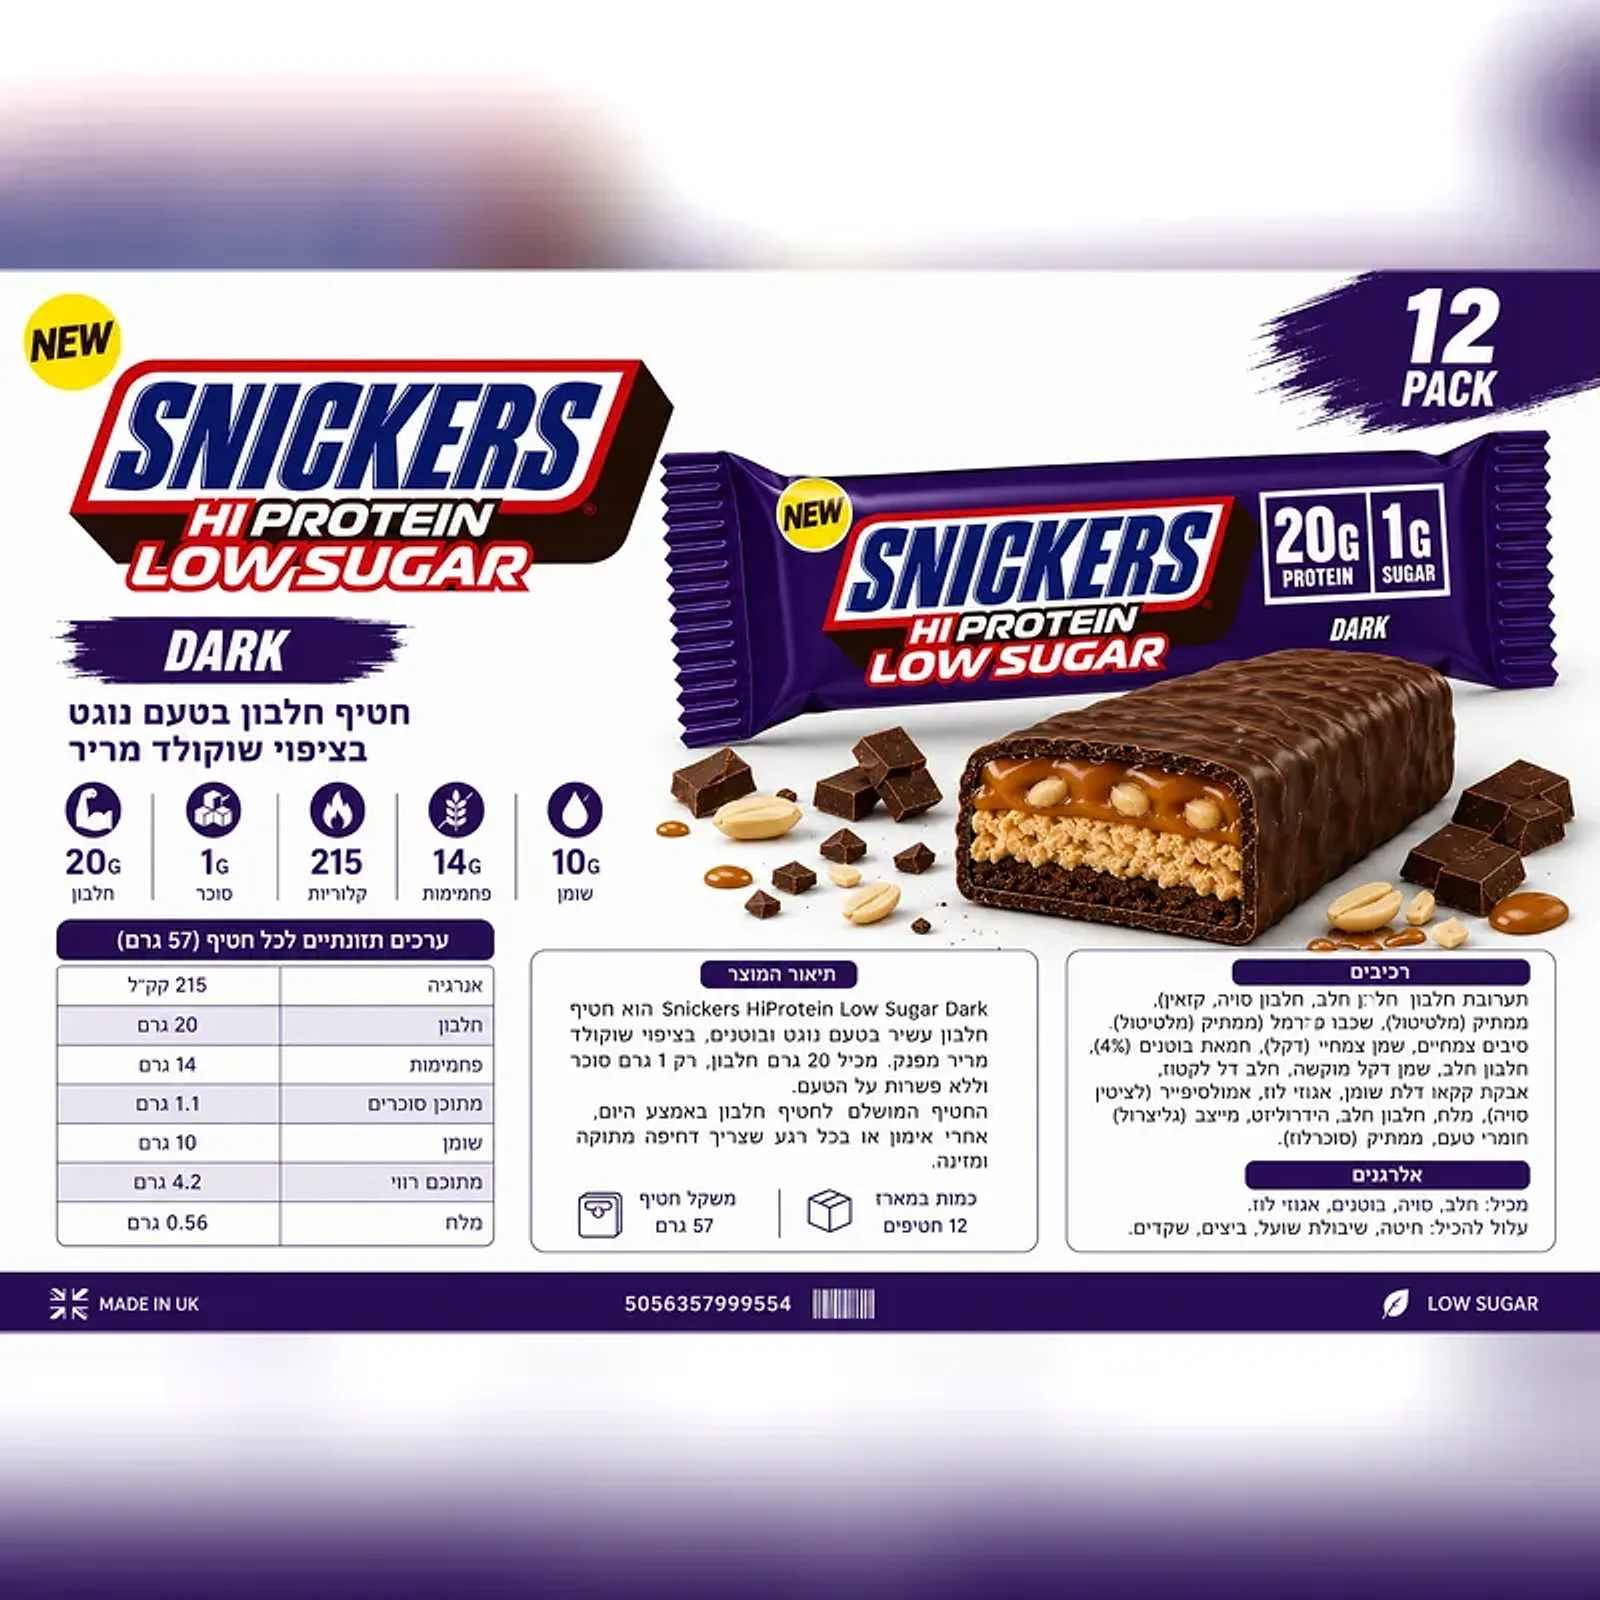 NEW
SNICKERS
HI PROTEIN
LOW SUGAR
DARK
חטיף חלבון בטעם נוגט
בציפוי שוקולד מריר
20G חלבון
1G סוכר
215 קלוריות
14G פחמימות
10G שומן
12
PACK
NEW
SNICKERS
HI PROTEIN
LOW SUGAR
20G PROTEIN
1G SUGAR
DARK
ערכים תזונתיים לכל חטיף (57 גרם)
אנרגיה 215 קק"ל
חלבון 20 גרם
פחמימות 14 גרם
מתוכן סוכרים 1.1 גרם
שומן 10 גרם
מתוכם רווי 4.2 גרם
מלח 0.56 גרם
תיאור המוצר
Snickers HiProtein Low Sugar Dark הוא חטיף
חלבון עשיר בטעם נוגט ובוטנים, בציפוי שוקולד
מריר מפנק. מכיל 20 גרם חלבון, רק 1 גרם סוכר
וללא פשרות על הטעם.
החטיף המושלם לחטיף חלבון באמצע היום,
אחרי אימון או בכל רגע שצריך דחיפה מתוקה
ומזינה.
כמות במארז
12 חטיפים
משקל חטיף
57 גרם
רכיבים
תערובת חלבון חלב, חלבון סויה, קזאין),
ממתיק (מלטיטול), שכבו (ממתיק (מלטיטול).
סיבים צמחיים, שמן צמחיי (דקל), חמאת בוטנים (4%),
חלבון חלב, שמן דקל מוקשה, חלב דל לקטוז,
אבקת קקאו דלת שומן, אגוזי לוז, אמולסיפייר (לציטין
סויה), מלח, חלבון חלב, הידרוליזט, מייצב (גליצרול)
חומרי טעם, ממתיק (סוכרלוז).
אלרגנים
מכיל: חלב, סויה, בוטנים, אגוזי לוז.
עלול להכיל: חיטה, שיבולת שועל, ביצים, שקדים.
MADE IN UK
5056357999554
LOW SUGAR